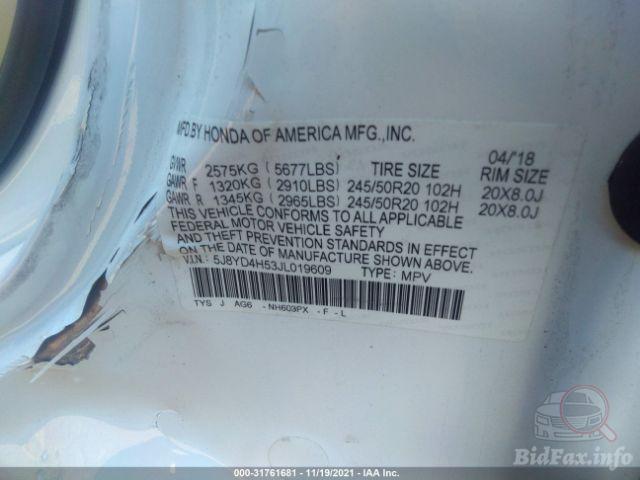 MFD.BY HONDA OF AMERICA MFG.,INC. 04/'18
GVWR 2575KG ( 5677LBS) TIRE SIZE RIM SIZE
GAWR F 1320KG ( 2910LBS) 245/50R20 102H 20X8.0J
GAWR R 1345KG ( 2965LBS) 245/50R20 102H 20X8.0J
THIS VEHICLE CONFORMS TO ALL APPLICABLE
FEDERAL MOTOR VEHICLE SAFETY
AND THEFT PREVENTION STANDARDS IN EFFECT
ON THE DATE OF MANUFACTURE SHOWN ABOVE.
V.I.N.: 5J8YD4H53JL019609 TYPE: MPV
TYS J AG6 -NH603PX -F-L
BidFax.info
000-31761681 - 11/19/2021 - IAA Inc.